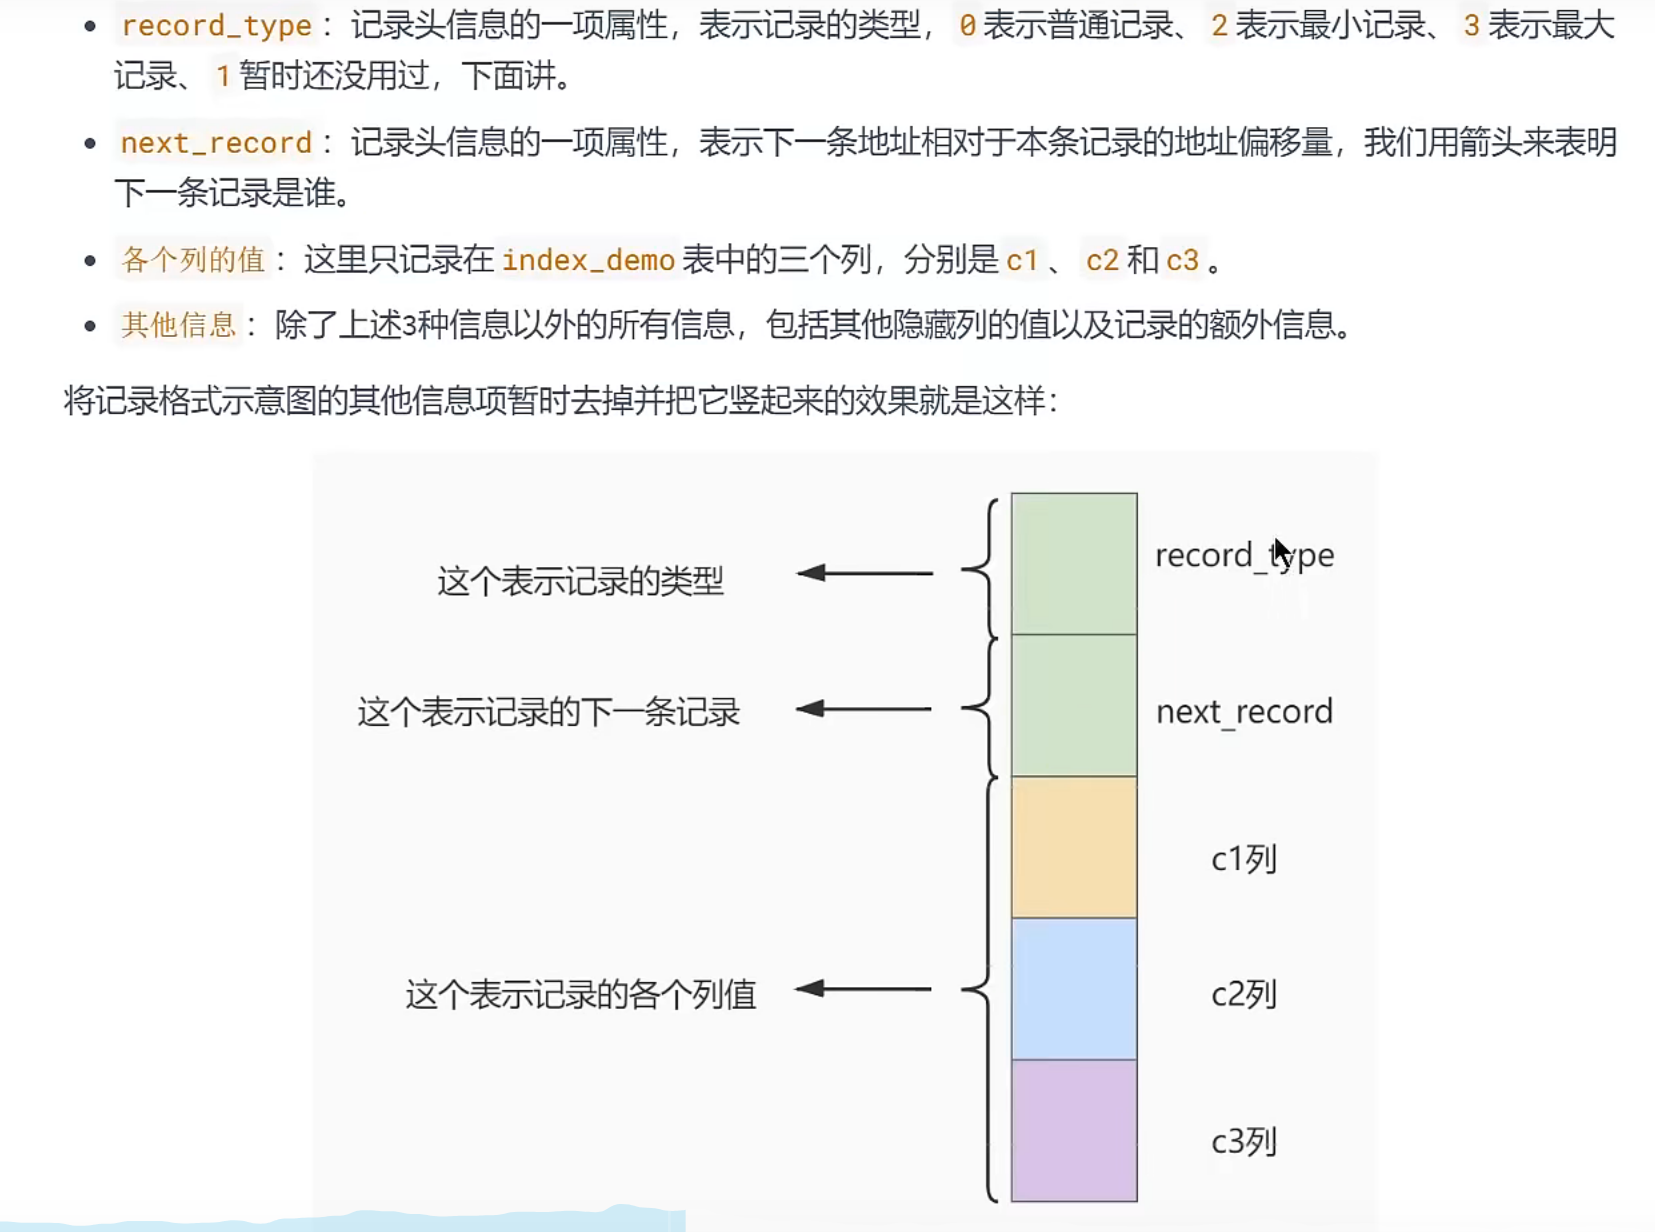 record_type：记录头信息的一项属性，表示记录的类型，0 表示普通记录、2 表示最小记录、3 表示最大
记录、1 暂时还没用过，下面讲。
next_record：记录头信息的一项属性，表示下一条地址相对于本条记录的地址偏移量，我们用箭头来表明
下一条记录是谁。
各个列的值：这里只记录在 index_demo 表中的三个列，分别是 c1、c2 和 c3。
其他信息：除了上述3种信息以外的所有信息，包括其他隐藏列的值以及记录的额外信息。
将记录格式示意图的其他信息项暂时去掉并把它竖起来的效果就是这样：
这个表示记录的类型
record_type
这个表示记录的下一条记录
next_record
c1列
这个表示记录的各个列值
c2列
c3列